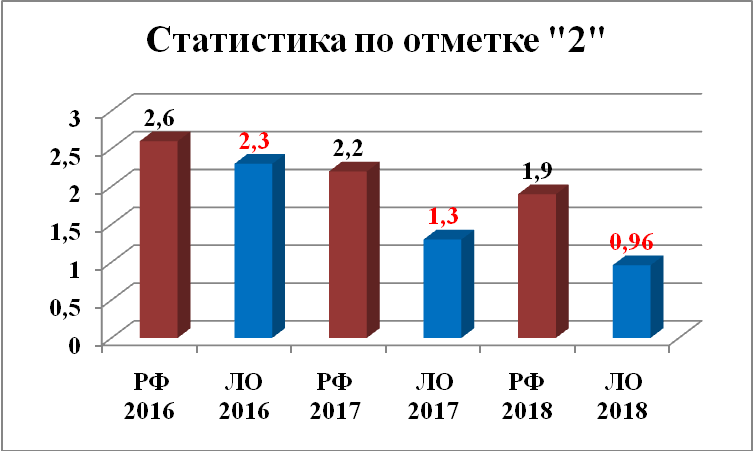 Статистика по отметке "2"
3
2,5
2
1,5
1
0,5
0
2,6
2,3
2,2
1,3
1,9
0,96
РФ 2016
ЛО 2016
РФ 2017
ЛО 2017
РФ 2018
ЛО 2018